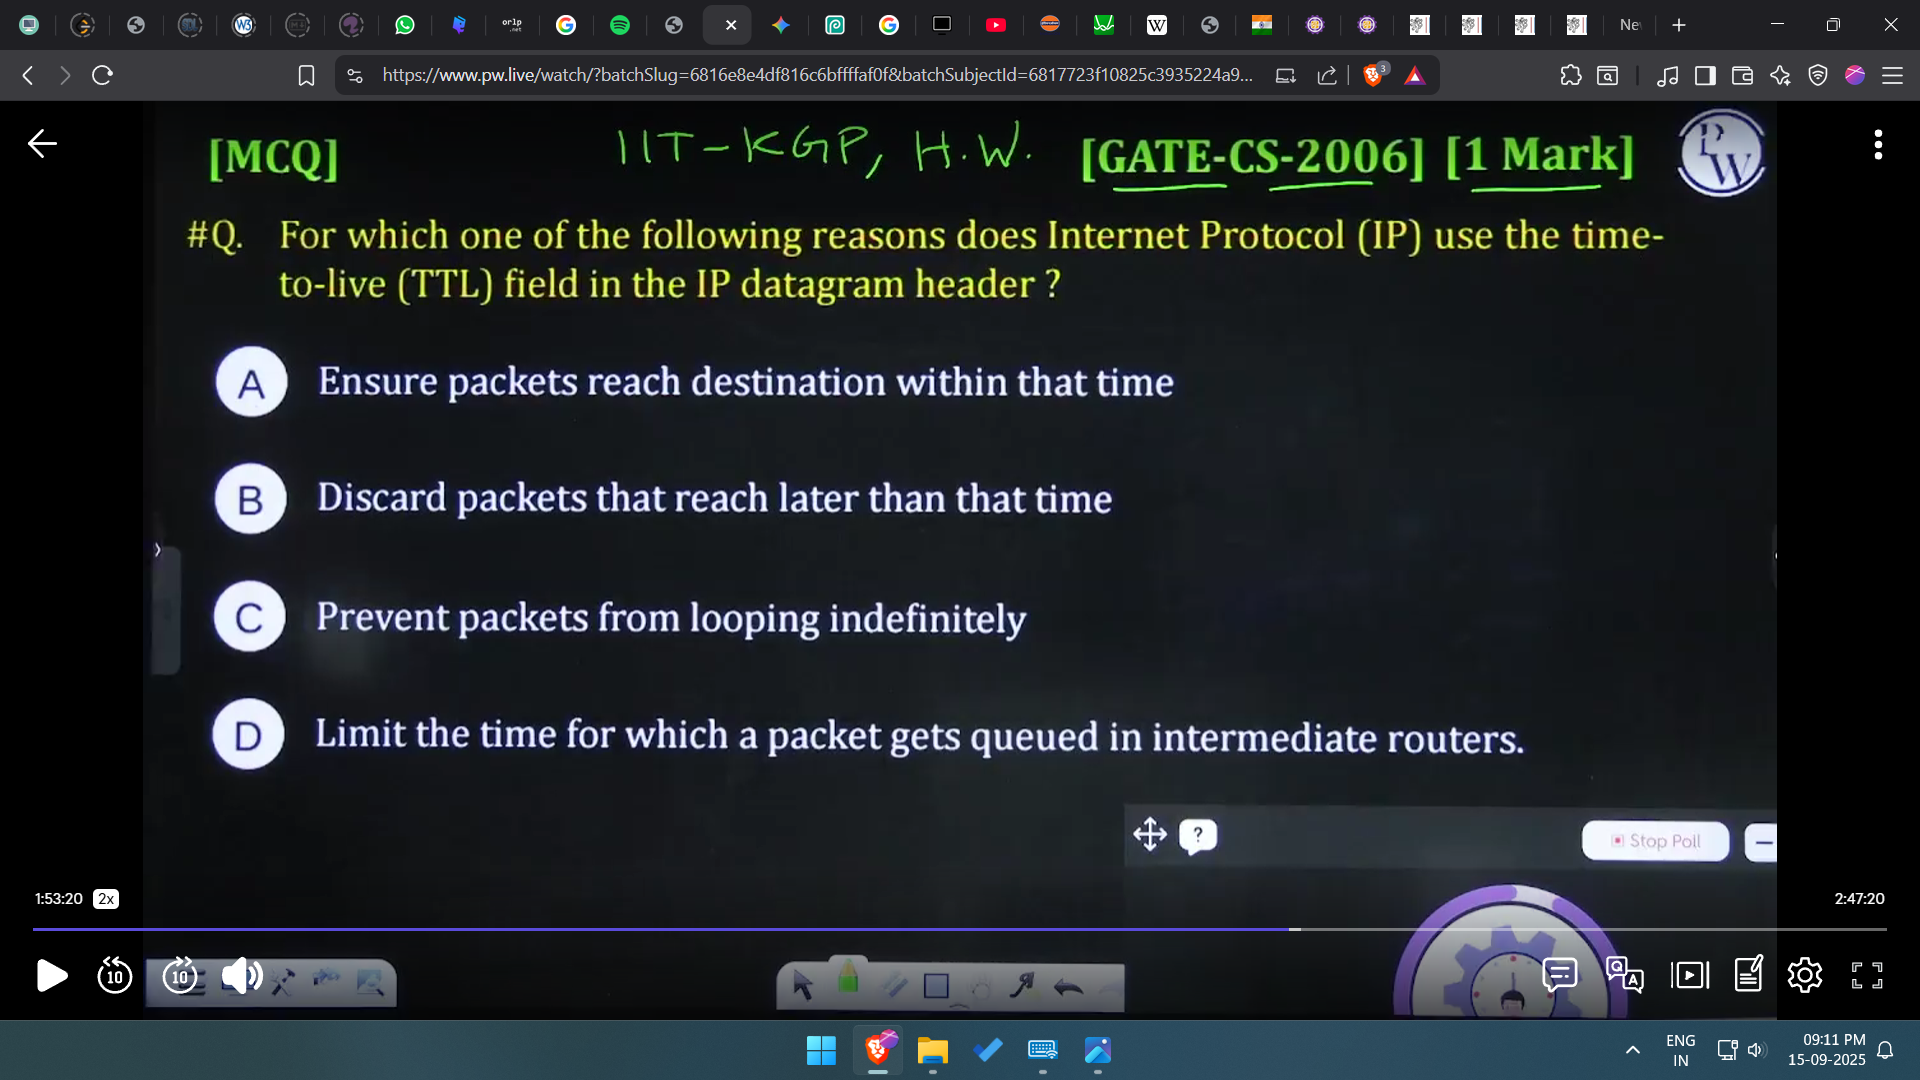 orlp
.net
W
Ne
https://www.pw.live/watch/?batchSlug=6816e8e4df816c6bffffaf0f&batchSubjectId=6817723f10825c3935224a9...
3
[MCQ]
IIT-KGP, H.W.
[GATE-CS-2006] [1 Mark]
P
W
#Q. For which one of the following reasons does Internet Protocol (IP) use the time-
to-live (TTL) field in the IP datagram header ?
A Ensure packets reach destination within that time
B Discard packets that reach later than that time
C Prevent packets from looping indefinitely
D Limit the time for which a packet gets queued in intermediate routers.
?
Stop Poll
1:53:20 2x
2:47:20
10
10
Q
A
ENG
IN
09:11 PM
15-09-2025